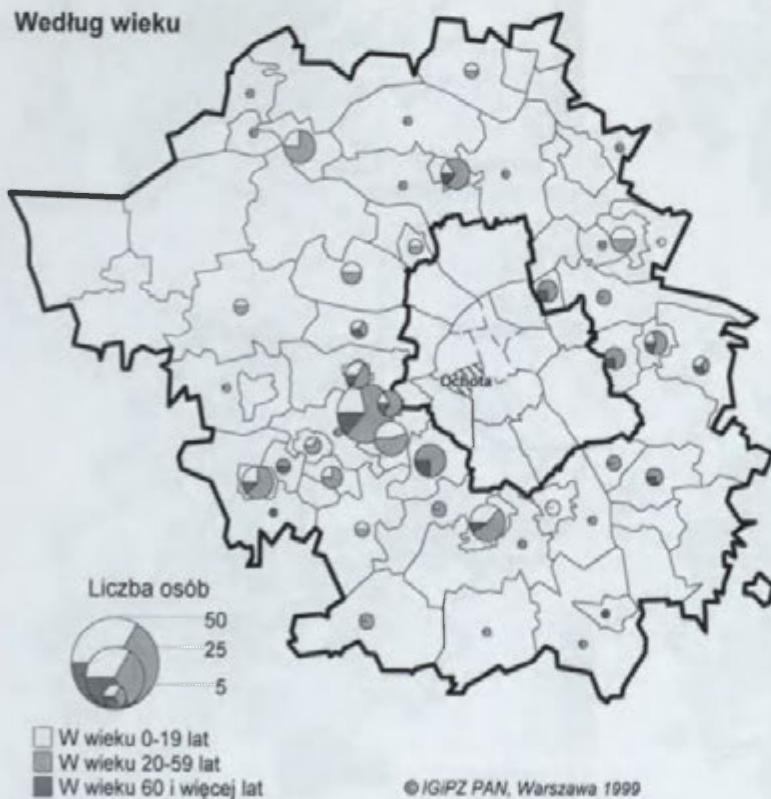 Według wieku
Ochota
Liczba osób
50
25
5
W wieku 0-19 lat
W wieku 20-59 lat
W wieku 60 i więcej lat
© IGiPZ PAN, Warszawa 1999